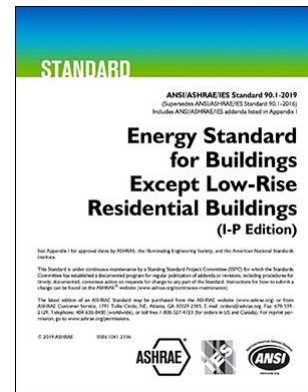 STANDARD
ANSI/ASHRAE/IES Standard 90.1-2019
(Supersedes ANSI/ASHRAE/IES Standard 90.1-2016)
Includes ANSI/ASHRAE/IES addenda listed in Appendix I
Energy Standard
for Buildings
Except Low-Rise
Residential Buildings
(I-P Edition)
See Appendix I for approval dates by ASHRAE, the Illuminating Engineering Society, and the American National Standards
Institute.
This Standard is under continuous maintenance by a Standing Standard Project Committee (SSPC) for which the Standards
Committee has established a documented program for regular publication of addenda or revisions, including procedures for
timely, documented, consensus action on requests for change to any part of the Standard. Instructions for how to submit a
change can be found on the ASHRAE® website (www.ashrae.org/continuous-maintenance).
The latest edition of an ASHRAE Standard may be purchased from the ASHRAE website (www.ashrae.org) or from
ASHRAE Customer Service, 1791 Tullie Circle, NE, Atlanta, GA 30329-2305. E-mail: orders@ashrae.org. Fax: 678-539-
2129. Telephone: 404-636-8400 (worldwide), or toll free 1-800-527-4723 (for orders in US and Canada). For reprint per-
mission, go to www.ashrae.org/permissions.
© 2019 ASHRAE ISSN 1041-2336
ASHRAE IES ANSI